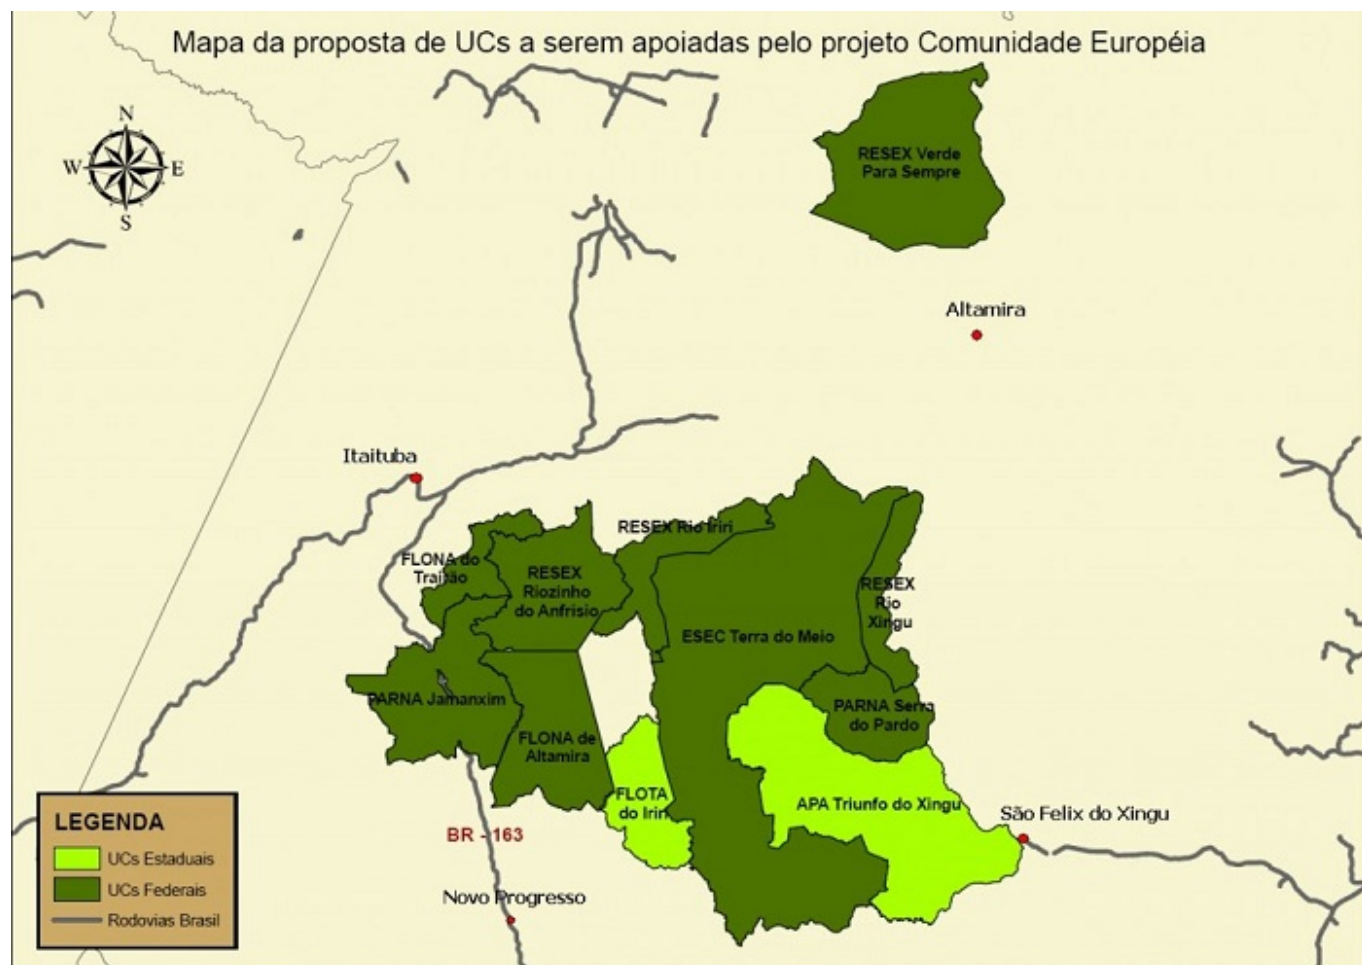 Mapa da proposta de UCs a serem apoiadas pelo projeto Comunidade Européia
N
W
E
S
RESEX Verde
Para Sempre
Altamira
Itaituba
RESEX Rio Iriri
FLONA do
Traitão
RESEX
Riozinho
do Anfrisio
RESEX
Rio
Xingu
ESEC Terra do Meio
PARNA Jamanxim
PARNA Serra
do Pardo
FLONA de
Altamira
FLOTA
do Iriri
APA Triunfo do Xingu
São Felix do Xingu
BR - 163
Novo Progresso
LEGENDA
UCs Estaduais
UCs Federais
Rodovias Brasil